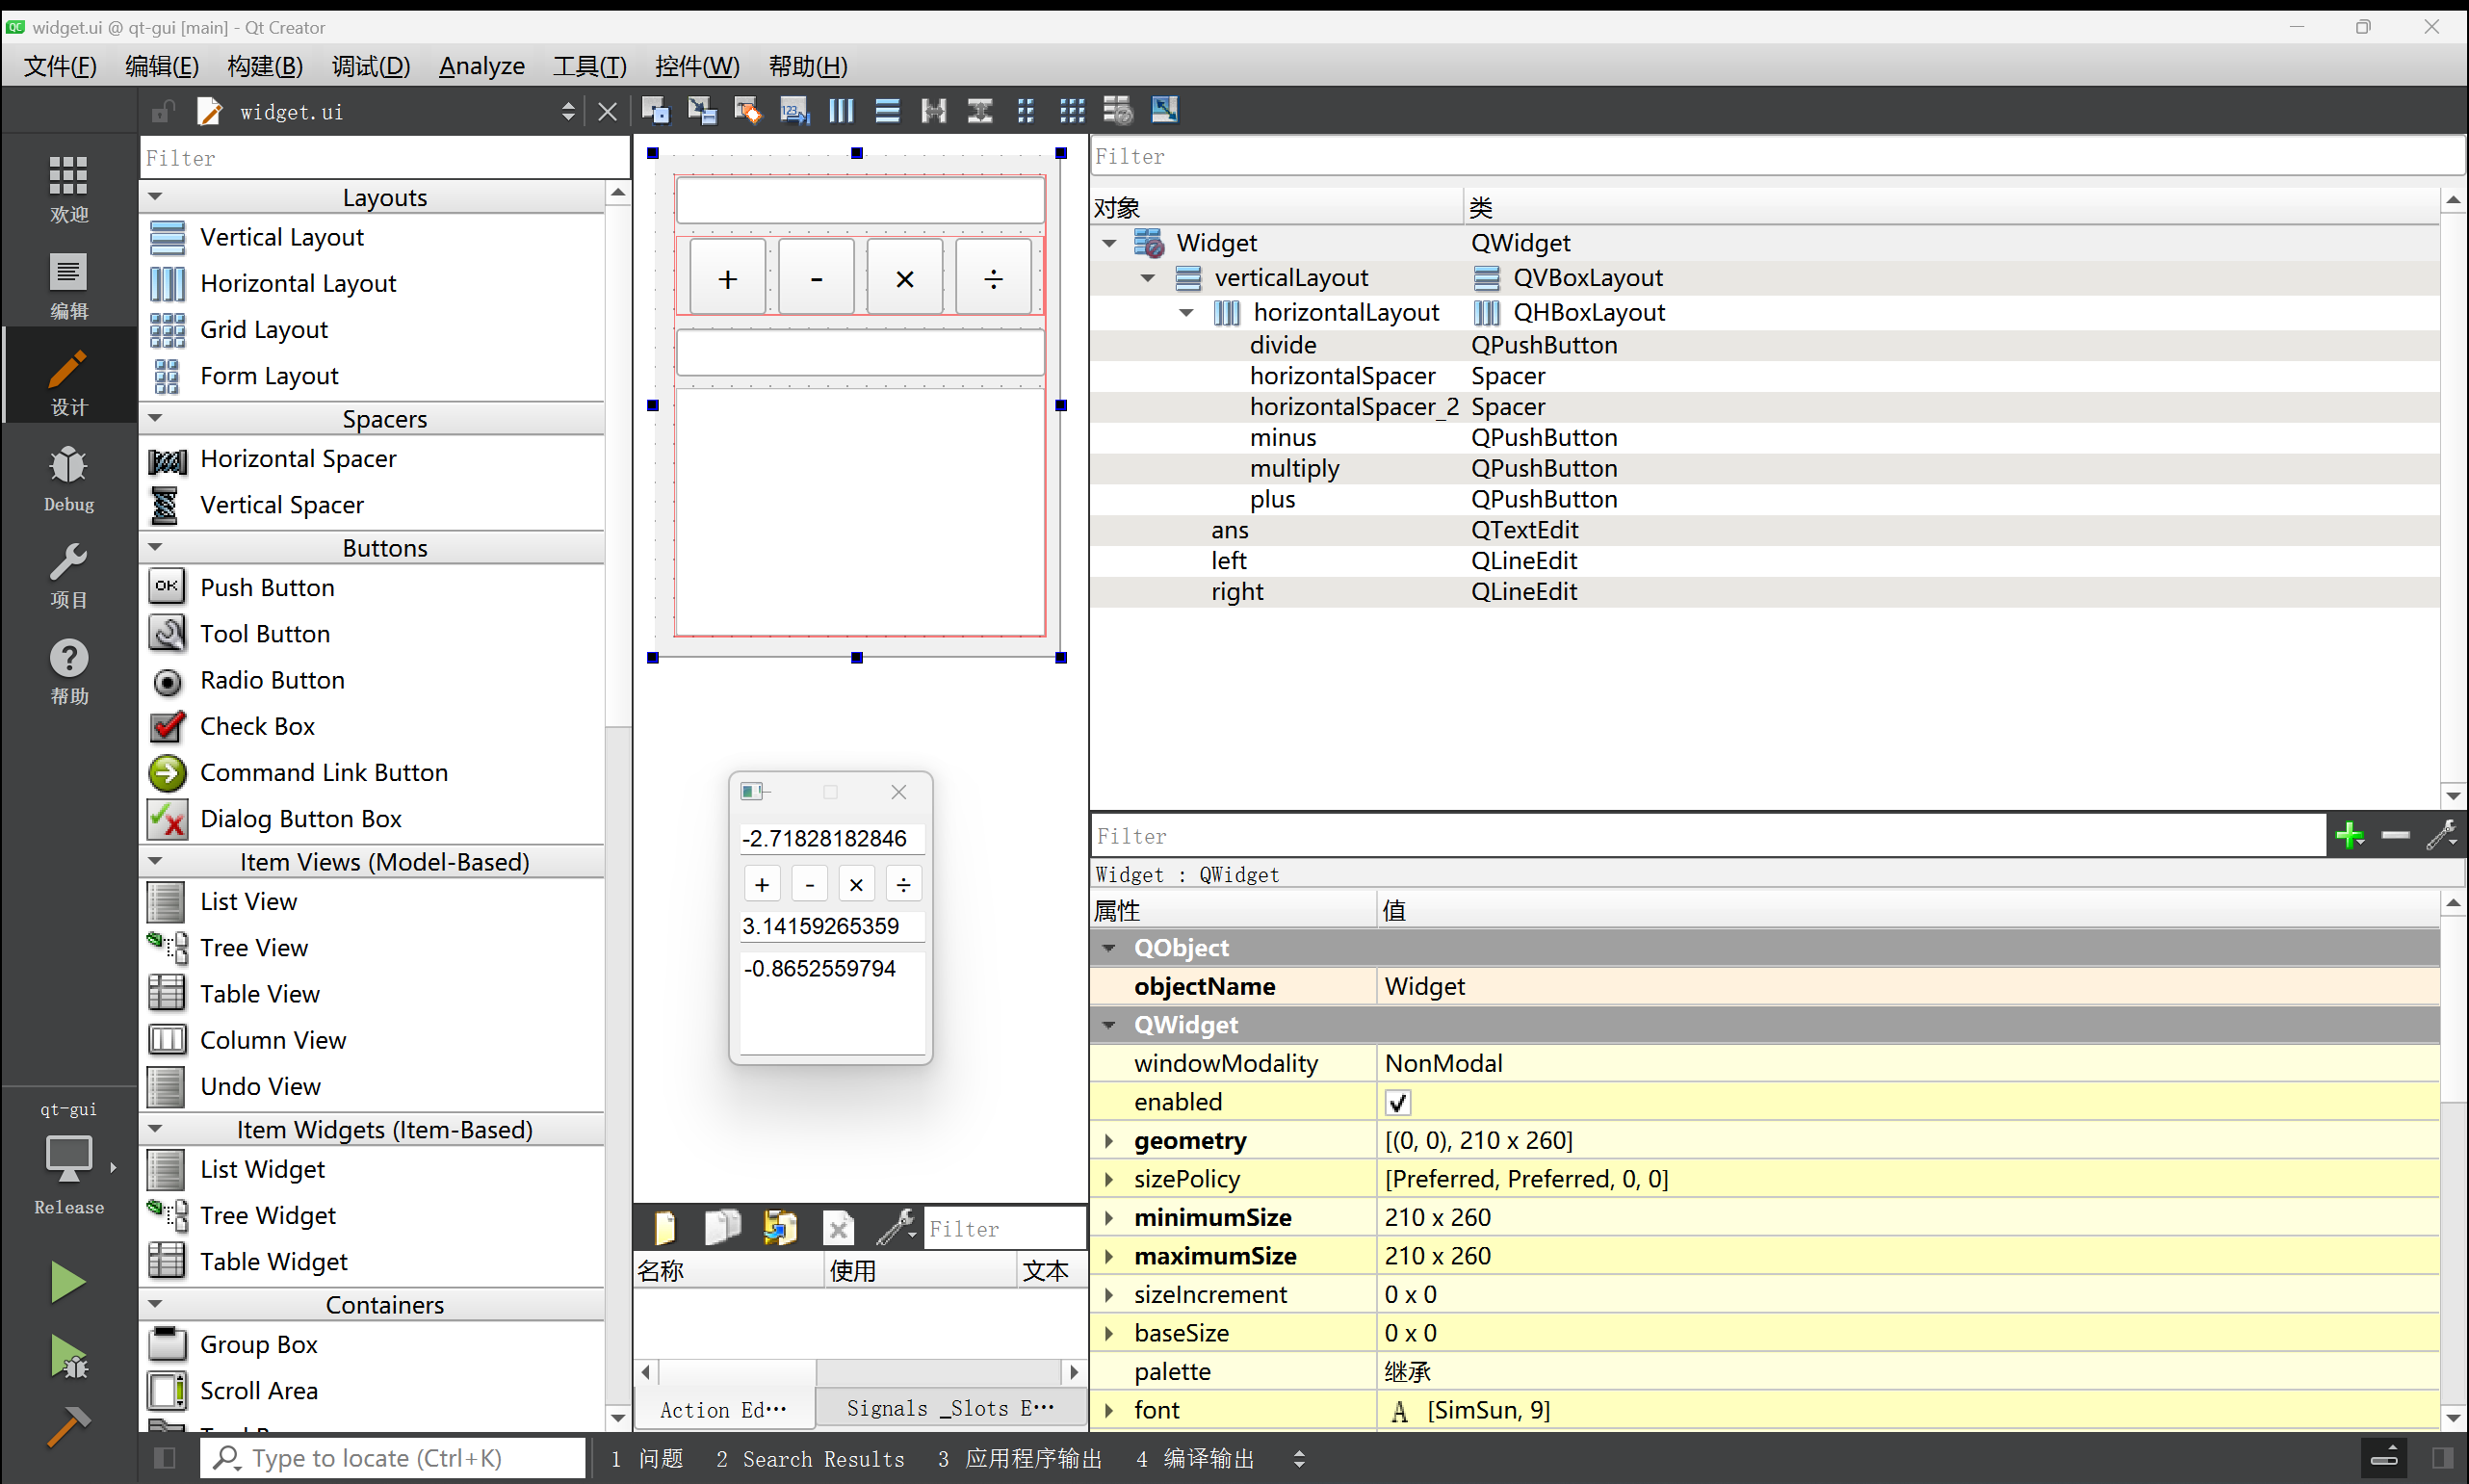 widget.ui @ qt-gui [main] - Qt Creator
文件(F) 编辑(E) 构建(B) 调试(D) Analyze 工具(T) 控件(W) 帮助(H)
widget.ui
欢迎
编辑
设计
Debug
项目
帮助
qt-gui
Release
Filter
Layouts
Vertical Layout
Horizontal Layout
Grid Layout
Form Layout
Spacers
Horizontal Spacer
Vertical Spacer
Buttons
OK Push Button
Tool Button
Radio Button
Check Box
Command Link Button
Dialog Button Box
Item Views (Model-Based)
List View
Tree View
Table View
Column View
Undo View
Item Widgets (Item-Based)
List Widget
Tree Widget
Table Widget
Containers
Group Box
Scroll Area
+ - × ÷
-2.71828182846
+ - × ÷
3.14159265359
-0.8652559794
Filter
名称 使用 文本
Action Ed… Signals _Slots E…
Filter
对象 类
Widget QWidget
verticalLayout QVBoxLayout
horizontalLayout QHBoxLayout
divide QPushButton
horizontalSpacer Spacer
horizontalSpacer_2 Spacer
minus QPushButton
multiply QPushButton
plus QPushButton
ans QTextEdit
left QLineEdit
right QLineEdit
Filter
Widget : QWidget
属性 值
QObject
objectName Widget
QWidget
windowModality NonModal
enabled
geometry [(0, 0), 210 x 260]
sizePolicy [Preferred, Preferred, 0, 0]
minimumSize 210 x 260
maximumSize 210 x 260
sizeIncrement 0 x 0
baseSize 0 x 0
palette 继承
font A [SimSun, 9]
Type to locate (Ctrl+K) 1 问题 2 Search Results 3 应用程序输出 4 编译输出